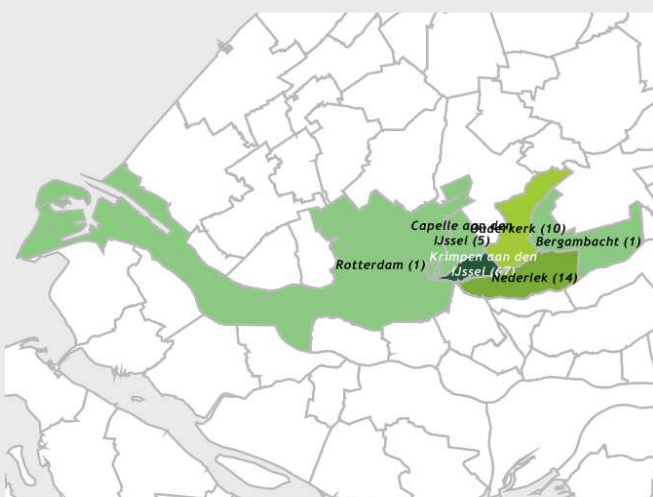 Capelle aan den
IJssel (5)
Ouderkerk (10)
Bergambacht (1)
Rotterdam (1)
Krimpen aan den
IJssel (67)
Nederlek (14)